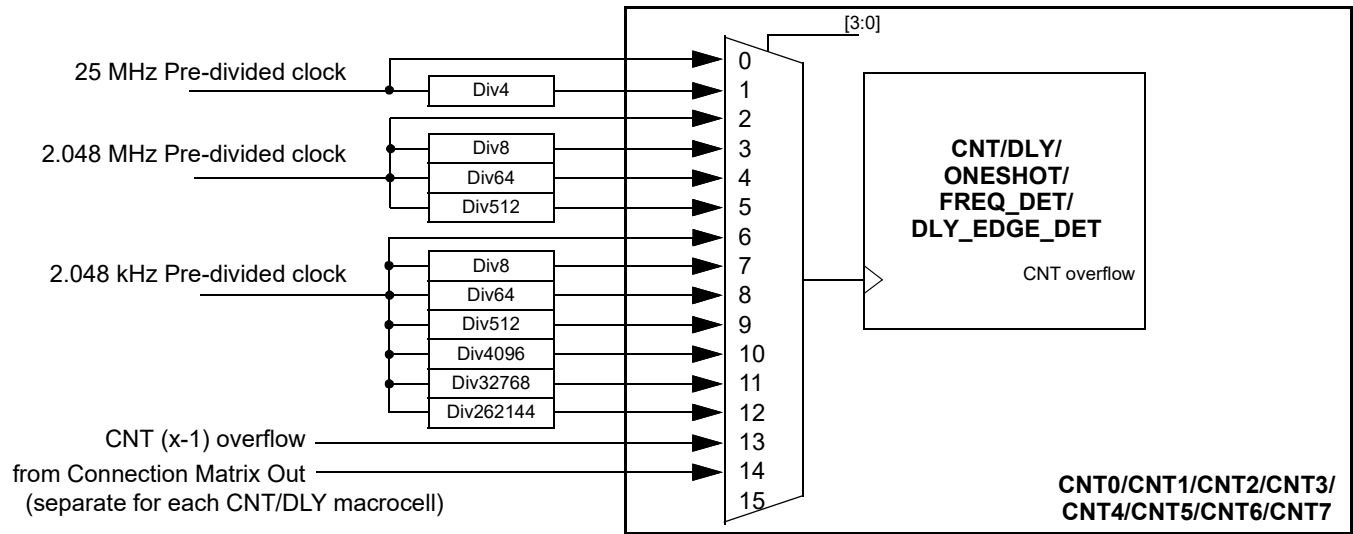 [3:0]
25 MHz Pre-divided clock
Div4
2.048 MHz Pre-divided clock
Div8
Div64
Div512
2.048 kHz Pre-divided clock
Div8
Div64
Div512
Div4096
Div32768
Div262144
CNT (x-1) overflow
from Connection Matrix Out
(separate for each CNT/DLY macrocell)
0
1
2
3
4
5
6
7
8
9
10
11
12
13
14
15
CNT/DLY/
ONESHOT/
FREQ_DET/
DLY_EDGE_DET
CNT overflow
CNT0/CNT1/CNT2/CNT3/
CNT4/CNT5/CNT6/CNT7